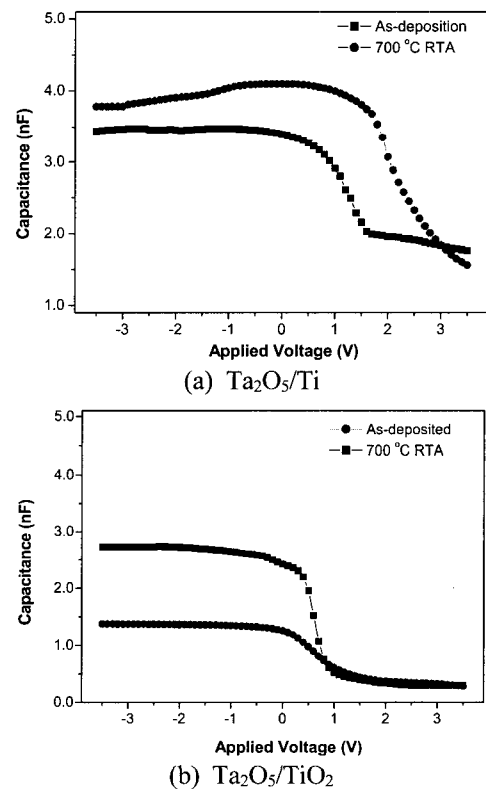 As-deposition
700 °C RTA
5.0
4.0
3.0
2.0
1.0
Capacitance (nF)
-3 -2 -1 0 1 2 3
Applied Voltage (V)
(a) Ta₂O₅/Ti
As-deposited
700 °C RTA
5.0
4.0
3.0
2.0
1.0
0.0
Capacitance (nF)
-3 -2 -1 0 1 2 3
Applied Voltage (V)
(b) Ta₂O₅/TiO₂